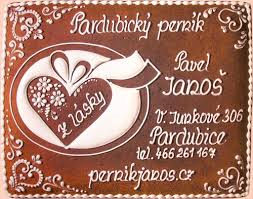 Pardubický perník
Pavel
JANOŠ
z lásky
V. Junkové 306
Pardubice
tel. 466 261 167
pernikjanos.cz